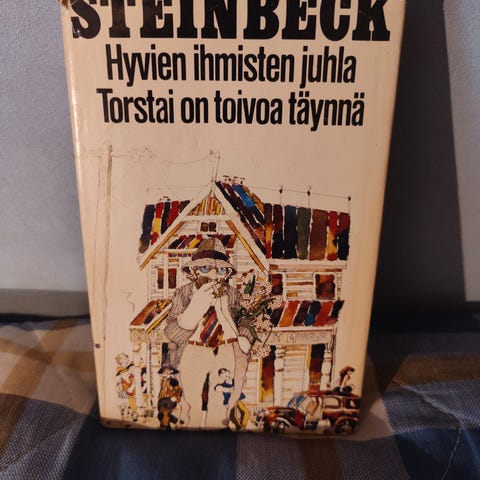 STEINBECK
Hyvien ihmisten juhla
Torstai on toivoa täynnä